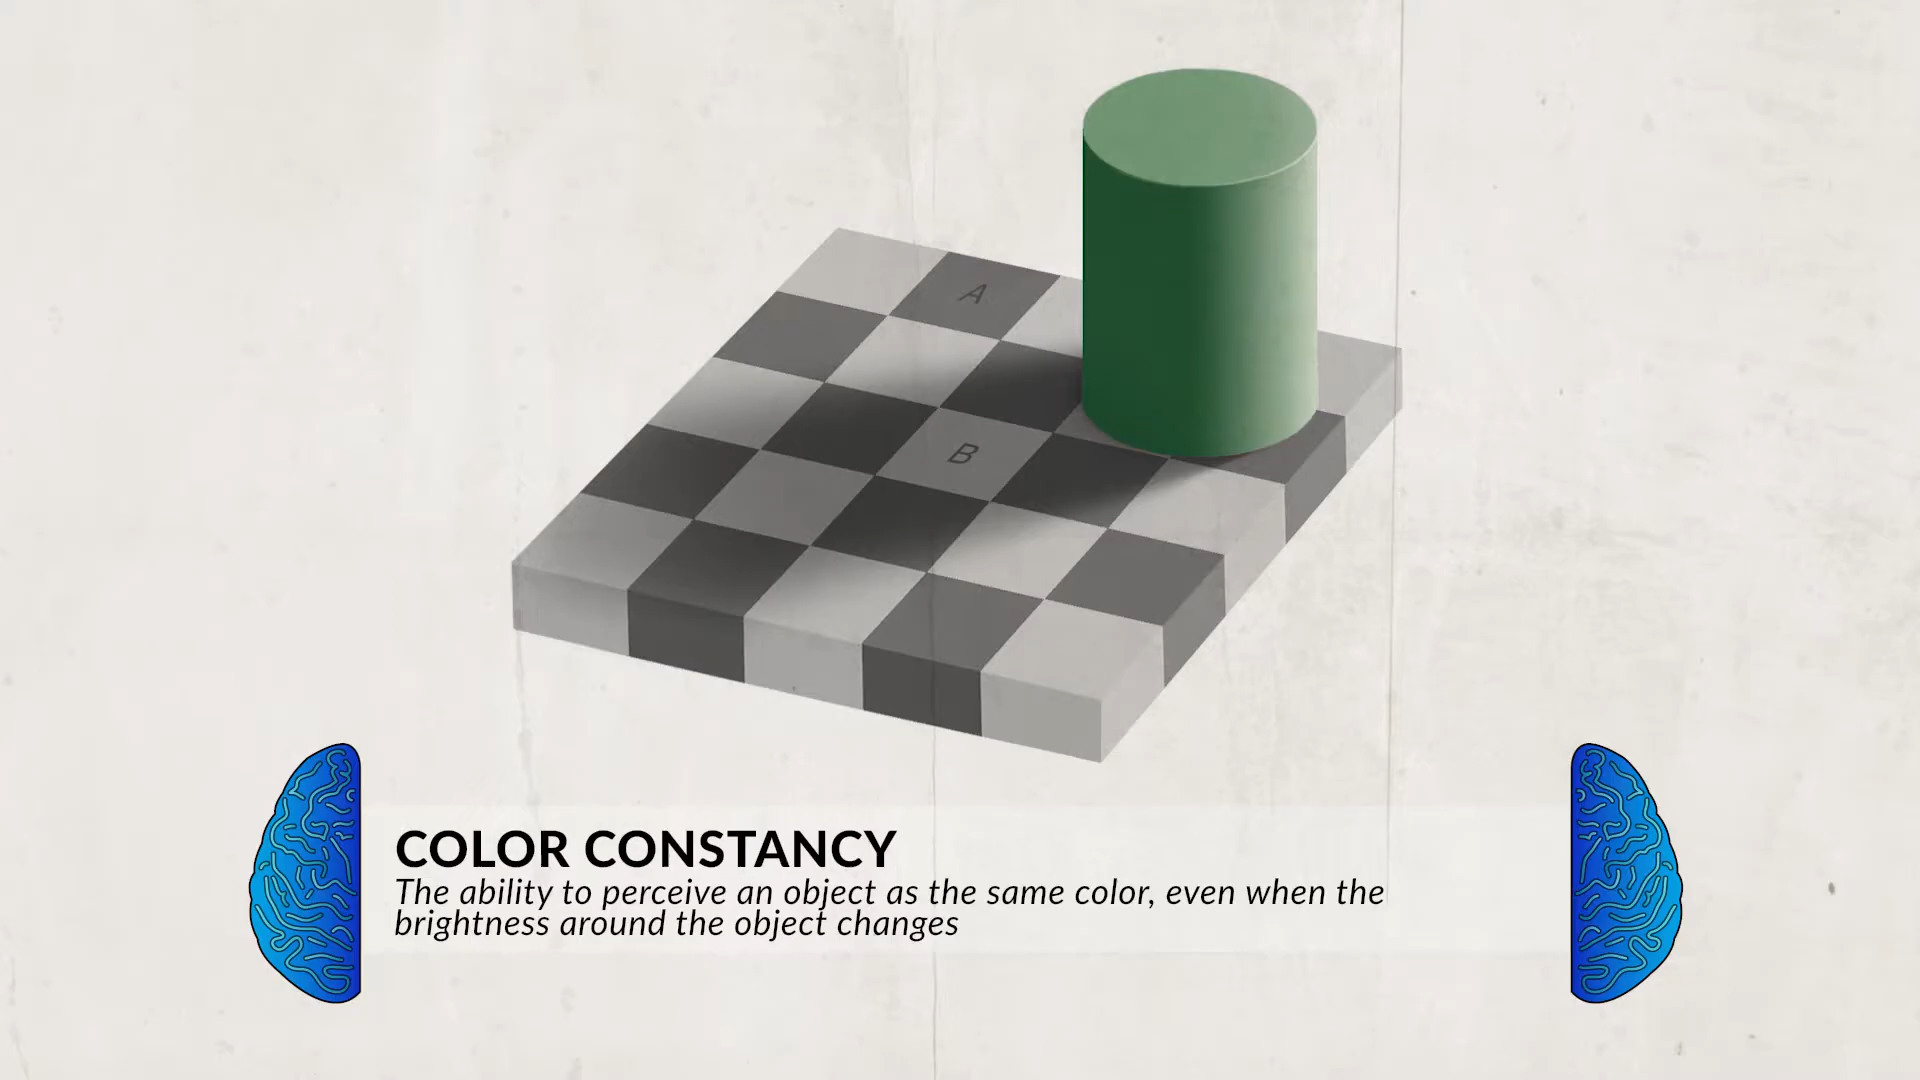 A
B
COLOR CONSTANCY
The ability to perceive an object as the same color, even when the
brightness around the object changes